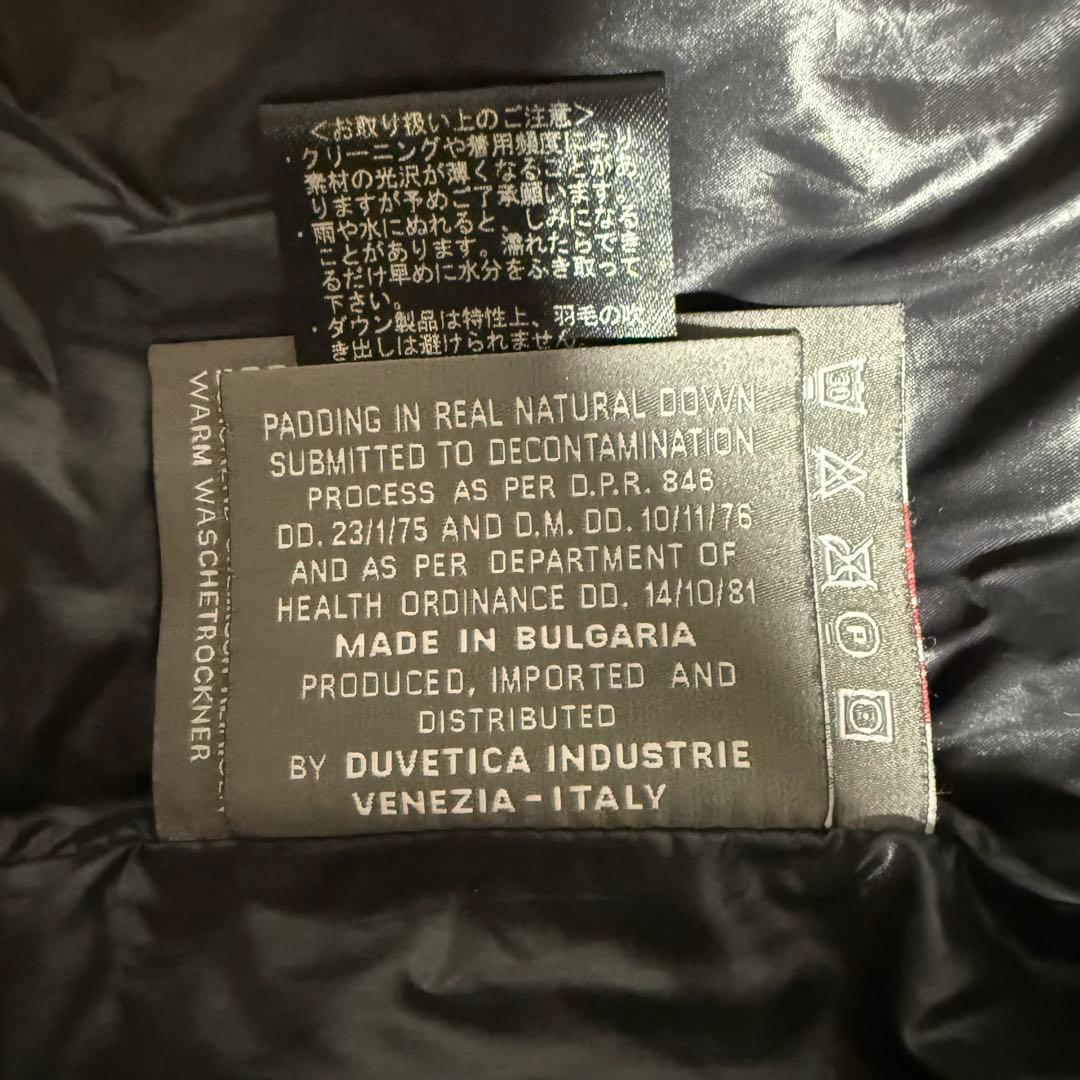 <お取り扱い上のご注意>
・クリーニングや着用頻度により
素材の光沢が薄くなることがあ
りますが予めご了承願います。
・雨や水にぬれると、しみになる
ことがあります。濡れたらでき
るだけ早めに水分をふき取って
下さい。
・ダウン製品は特性上、羽毛の吹
き出しは避けられません。
PADDING IN REAL NATURAL DOWN
SUBMITTED TO DECONTAMINATION
PROCESS AS PER D.P.R. 846
DD. 23/1/75 AND D.M. DD. 10/11/76
AND AS PER DEPARTMENT OF
HEALTH ORDINANCE DD. 14/10/81
MADE IN BULGARIA
PRODUCED, IMPORTED AND
DISTRIBUTED
BY DUVETICA INDUSTRIE
VENEZIA-ITALY
WARM WASCHETROCKNER
P